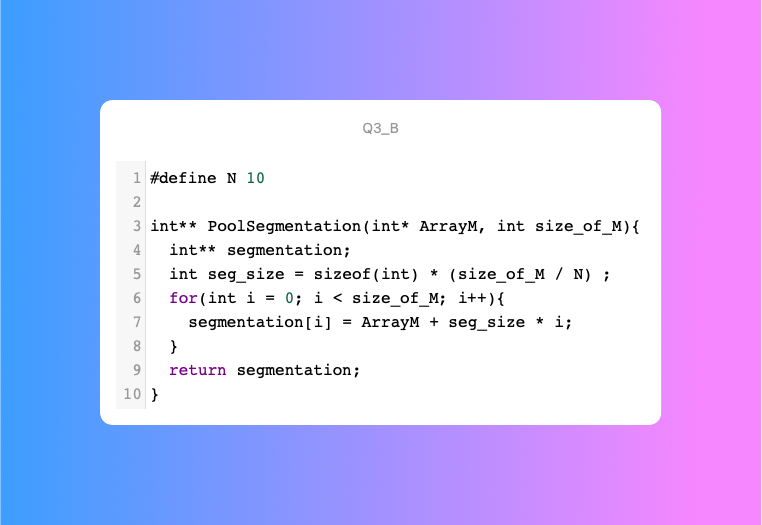 Q3_B
1 #define N 10
2
3 int** PoolSegmentation(int* ArrayM, int size_of_M){
4   int** segmentation;
5   int seg_size = sizeof(int) * (size_of_M / N) ;
6   for(int i = 0; i < size_of_M; i++){
7     segmentation[i] = ArrayM + seg_size * i;
8   }
9   return segmentation;
10 }